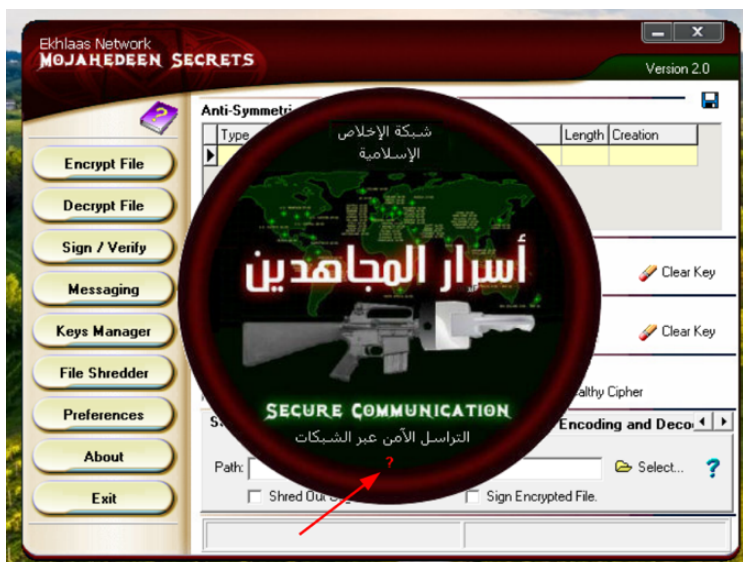 Ekhlaas Network
MOJAHEDEEN SECRETS
Version 2.0
Anti-Symmetri
Type
Length
Creation
شبكة الإخلاص
الإسلامية
أسرار المجاهدين
SECURE COMMUNICATION
التراسل الآمن عبر الشبكات
?
Encrypt File
Decrypt File
Sign / Verify
Messaging
Keys Manager
File Shredder
Preferences
About
Exit
Clear Key
Clear Key
Cipher
Encoding and Deco
Path:
Select...
?
Shred
Sign Encrypted File.